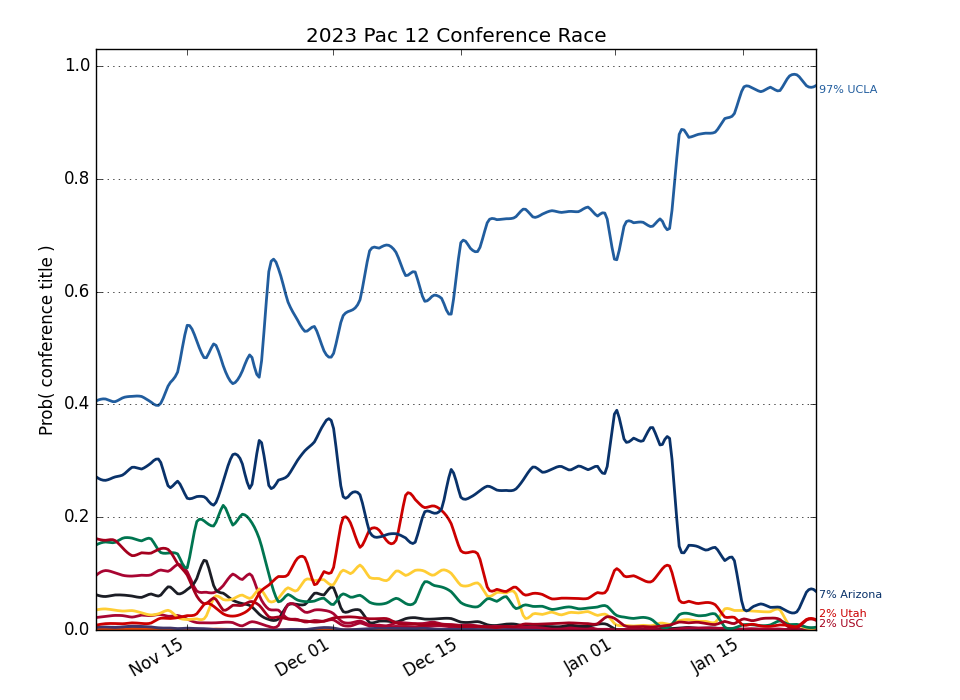 2023 Pac 12 Conference Race
Prob( conference title )
1.0
0.8
0.6
0.4
0.2
0.0
Nov 15
Dec 01
Dec 15
Jan 01
Jan 15
97% UCLA
7% Arizona
2% Utah
2% USC